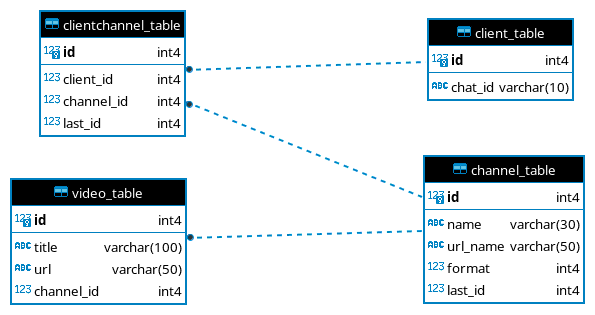 clientchannel_table
123 id int4
123 client_id int4
123 channel_id int4
123 last_id int4
client_table
123 id int4
ABC chat_id varchar(10)
video_table
123 id int4
ABC title varchar(100)
ABC url varchar(50)
123 channel_id int4
channel_table
123 id int4
ABC name varchar(30)
ABC url_name varchar(50)
123 format int4
123 last_id int4